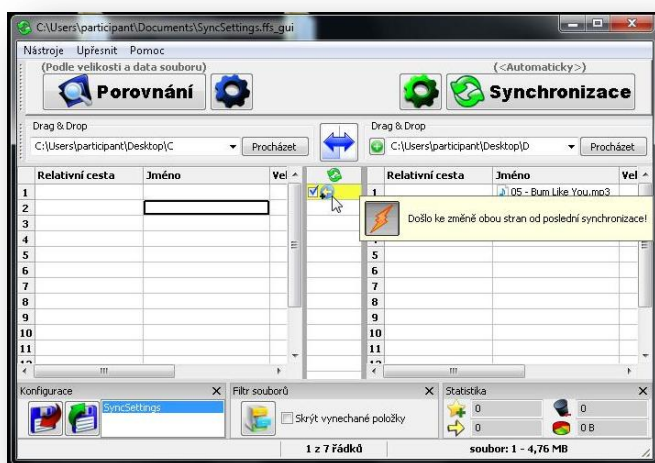 C:\Users\participant\Documents\SyncSettings.ffs_gui
Nástroje Upřesnit Pomoc
(Podle velikosti a data souboru)
(<Automaticky>)
Porovnání
Synchronizace
Drag & Drop
Drag & Drop
C:\Users\participant\Desktop\C
Procházet
C:\Users\participant\Desktop\D
Procházet
Relativní cesta Jméno Vel
Relativní cesta Jméno Vel
1
1 05 - Bum Like You.mp3
2
Došlo ke změně obou stran od poslední synchronizace!
3
4
5
5
6
6
7
7
8
8
9
9
10
10
11
11
Konfigurace
Filtr souborů
Statistika
SyncSettings
Skrýt vynechané položky
0
0
0
0 B
1 z 7 řádků
soubor: 1 - 4,76 MB